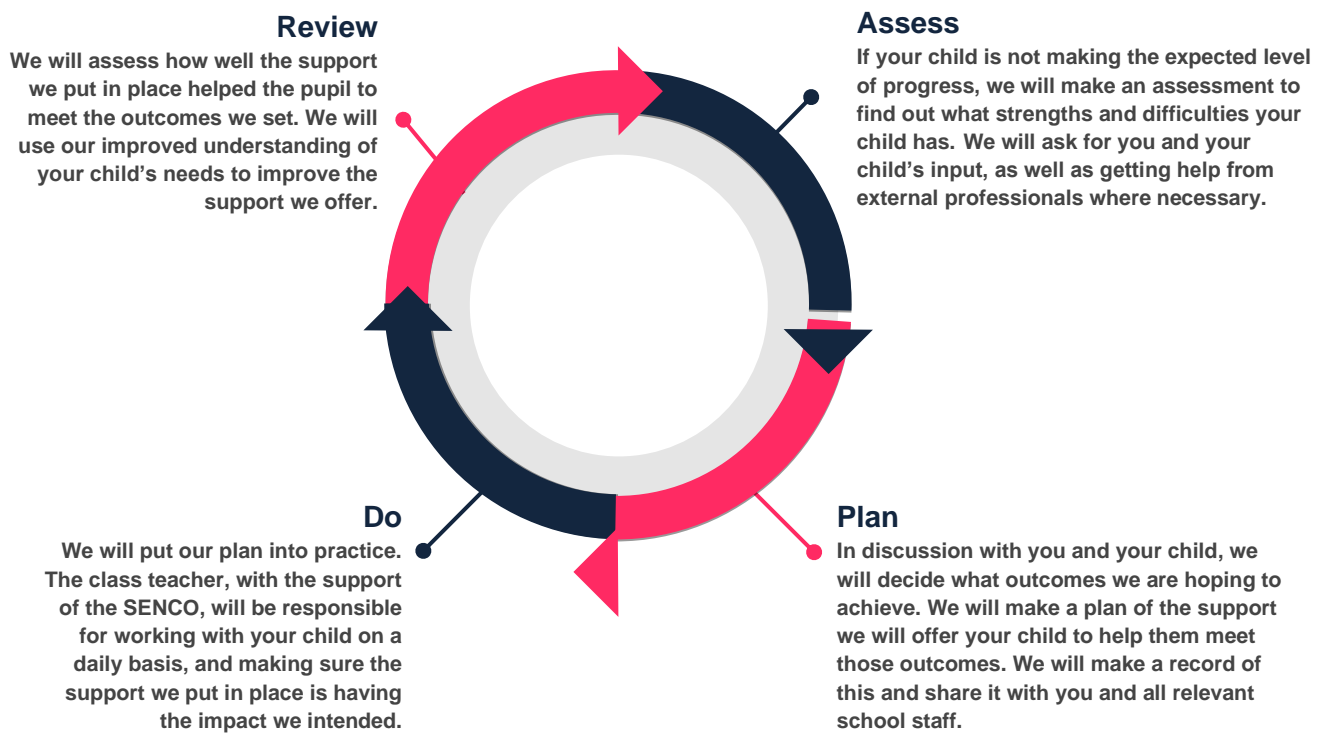 Review
We will assess how well the support
we put in place helped the pupil to
meet the outcomes we set. We will
use our improved understanding of
your child’s needs to improve the
support we offer.
Assess
If your child is not making the expected level
of progress, we will make an assessment to
find out what strengths and difficulties your
child has. We will ask for you and your
child’s input, as well as getting help from
external professionals where necessary.
Do
We will put our plan into practice.
The class teacher, with the support
of the SENCO, will be responsible
for working with your child on a
daily basis, and making sure the
support we put in place is having
the impact we intended.
Plan
In discussion with you and your child, we
will decide what outcomes we are hoping to
achieve. We will make a plan of the support
we will offer your child to help them meet
those outcomes. We will make a record of
this and share it with you and all relevant
school staff.